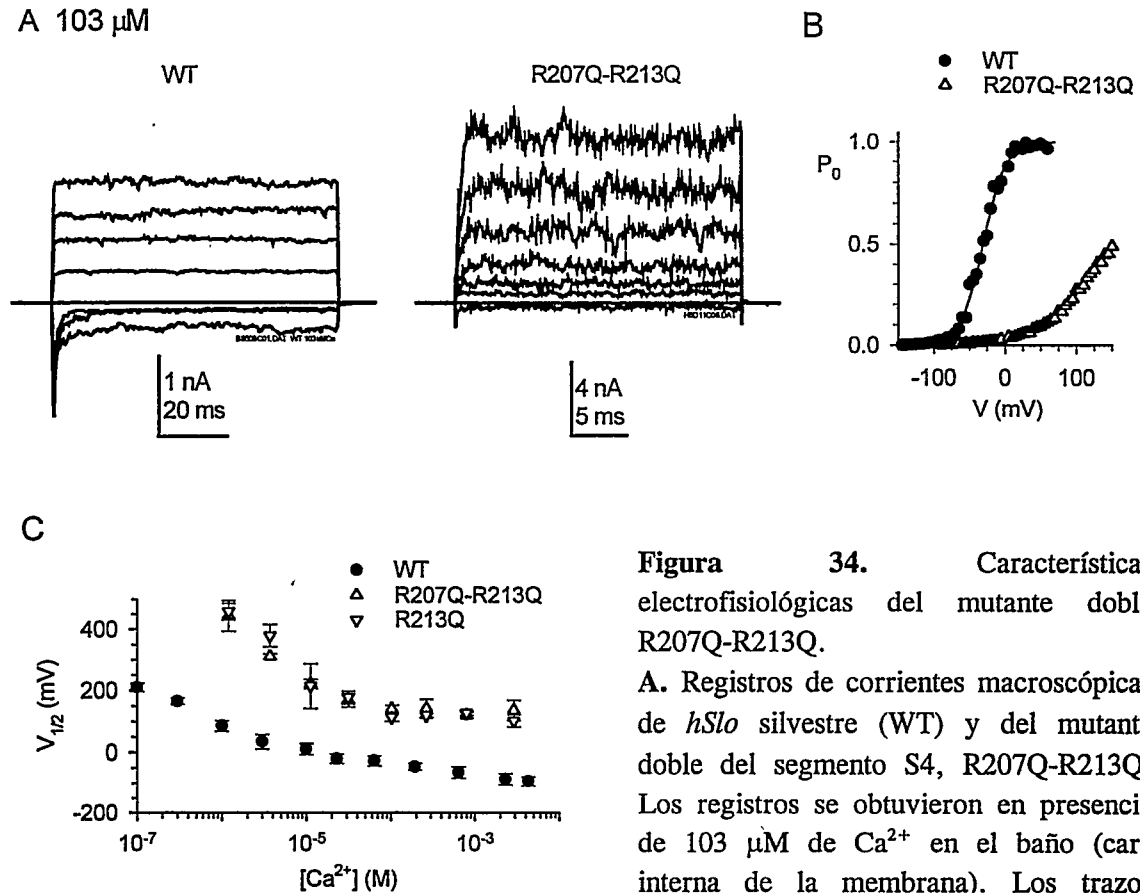 A 103 µM
WT
R207Q-R213Q
1 nA
20 ms
4 nA
5 ms
B
WT
R207Q-R213Q
P₀
1.0
0.5
0.0
-100 0 100
V (mV)
C
WT
R207Q-R213Q
R213Q
V1/2 (mV)
400
200
0
-200
10⁻⁷ 10⁻⁵ 10⁻³
[Ca²⁺] (M)
Figura 34. Característica
electrofisiológicas del mutante dobl
R207Q-R213Q.
A. Registros de corrientes macroscópica
de hSlo silvestre (WT) y del mutant
doble del segmento S4, R207Q-R213Q
Los registros se obtuvieron en presenci
de 103 µM de Ca²⁺ en el baño (car
interna de la membrana). Los trazo